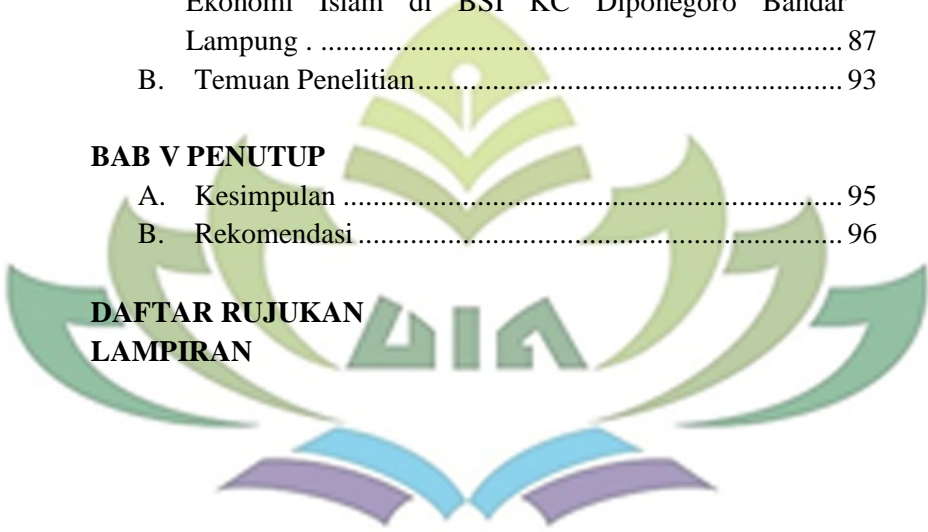 Ekonomi Islam di BSI KC Diponegoro Bandar
Lampung . .......................................................................... 87
B. Temuan Penelitian ............................................................. 93
BAB V PENUTUP
A. Kesimpulan ....................................................................... 95
B. Rekomendasi ..................................................................... 96
DAFTAR RUJUKAN
LAMPIRAN
UIN